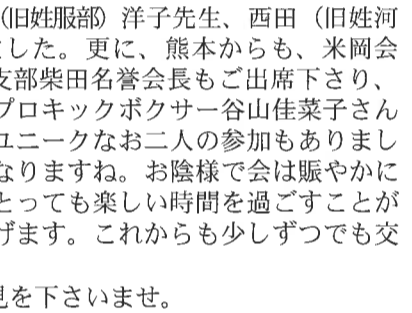 (旧姓服部）洋子先生、西田（旧姓河
した。更に、熊本からも、米岡会
支部柴田名誉会長もご出席下さり、
プロキックボクサー谷山佳菜子さん
ユニークなお二人の参加もありまし
なりますね。お陰様で会は賑やかに
とっても楽しい時間を過ごすことが
げます。これからも少しずつでも交
見を下さいませ。